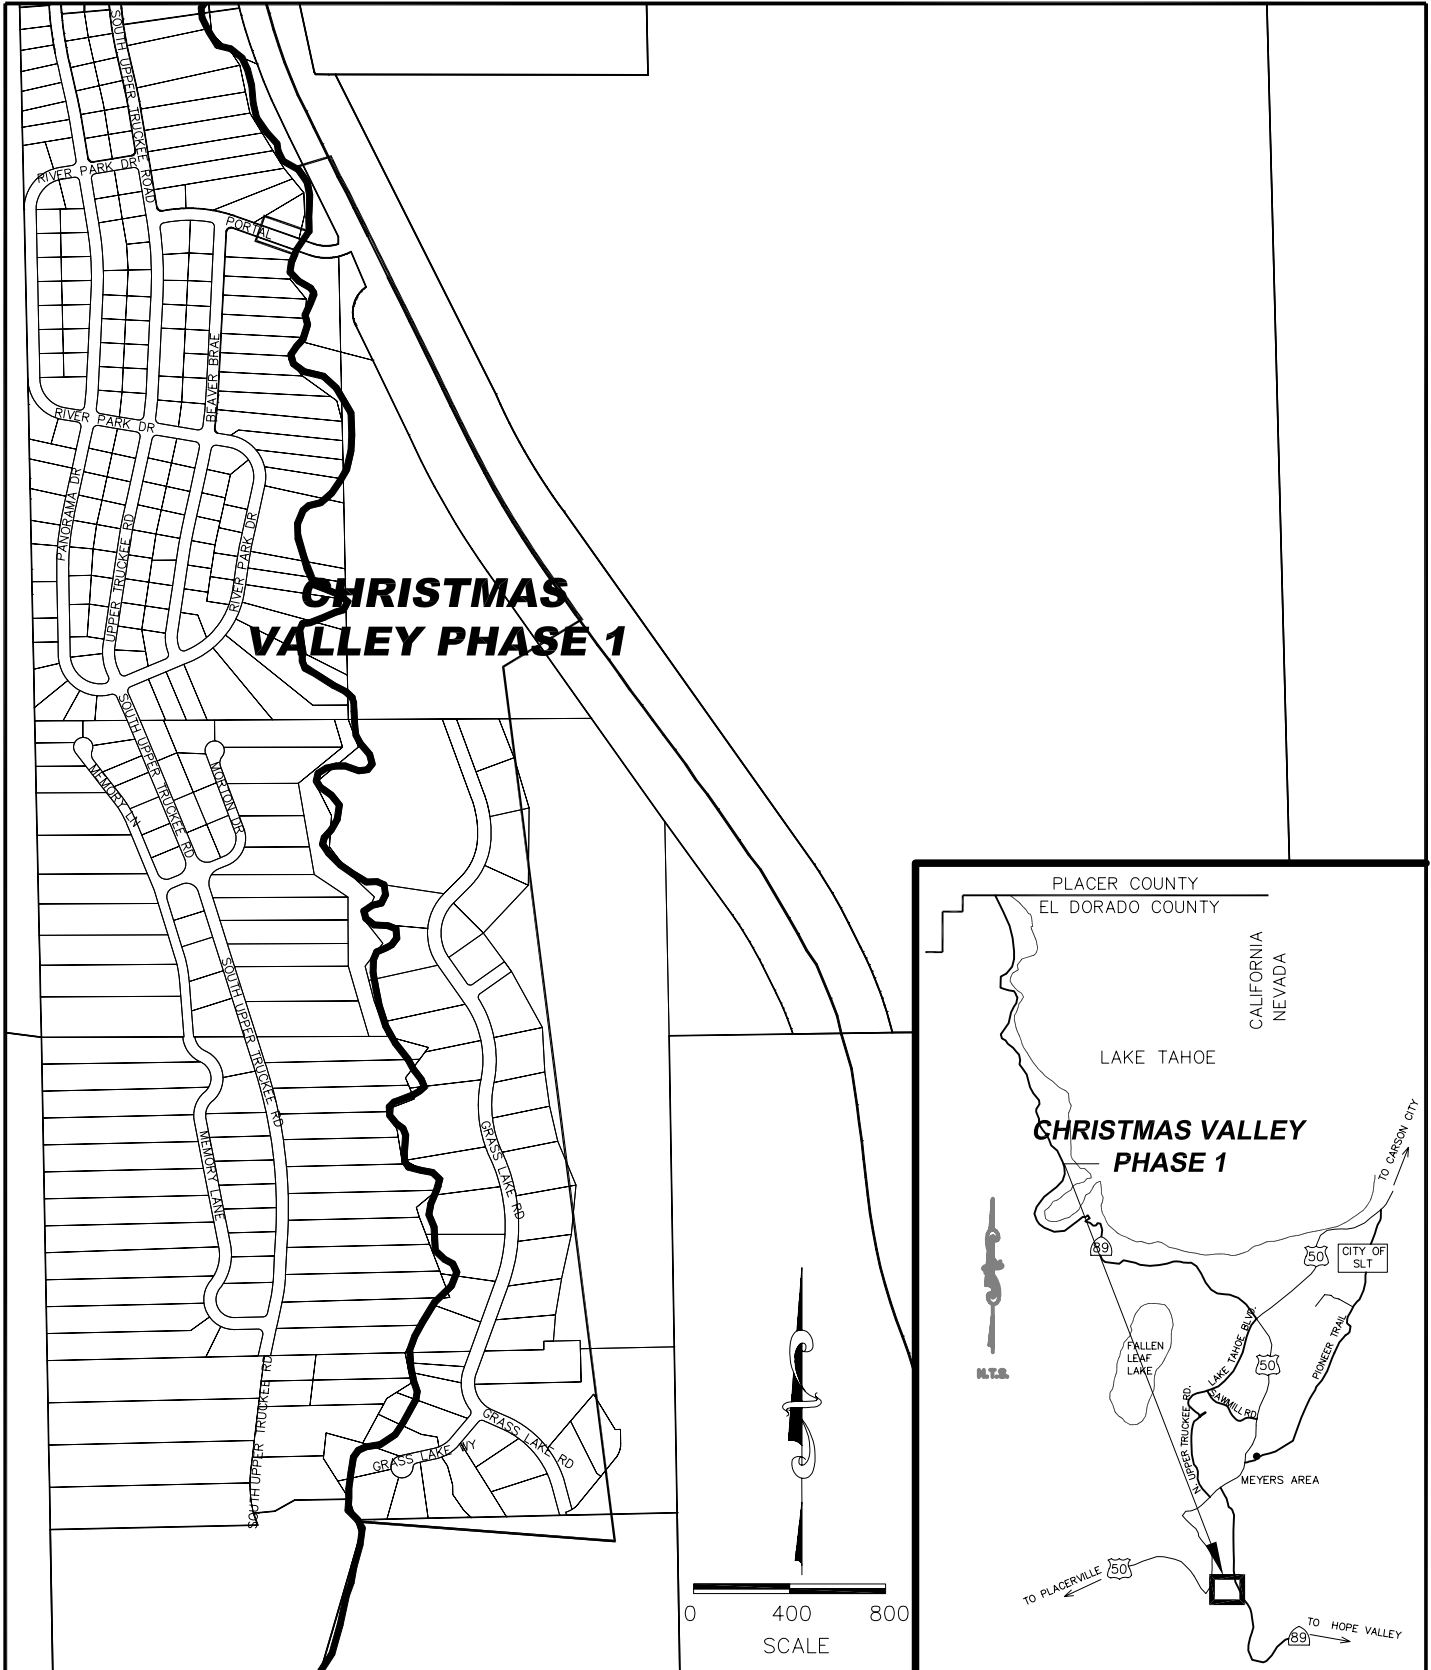 SOUTH UPPER TRUCKEE ROAD
RIVER PARK DR
PORTAL
BEAVER BRAE
RIVER PARK DR
PANORAMA DR
UPPER TRUCKEE RD
RIVER PARK DR
CHRISTMAS
VALLEY PHASE 1
SOUTH UPPER TRUCKEE RD
MEMORY LN
MORTON DR
SOUTH UPPER TRUCKEE RD
MEMORY LANE
GRASS LAKE RD
SOUTH UPPER TRUCKEE RD
GRASS LAKE WY
GRASS LAKE RD
0 400 800
SCALE
PLACER COUNTY
EL DORADO COUNTY
CALIFORNIA
NEVADA
LAKE TAHOE
CHRISTMAS VALLEY
PHASE 1
TO CARSON CITY
89
50
CITY OF
SLT
N.T.S.
FALLEN
LEAF
LAKE
LAKE TAHOE BLVD.
50
PIONEER TRAIL
SAWMILL RD
N. UPPER TRUCKEE RD.
MEYERS AREA
TO PLACERVILLE
50
89
TO HOPE VALLEY